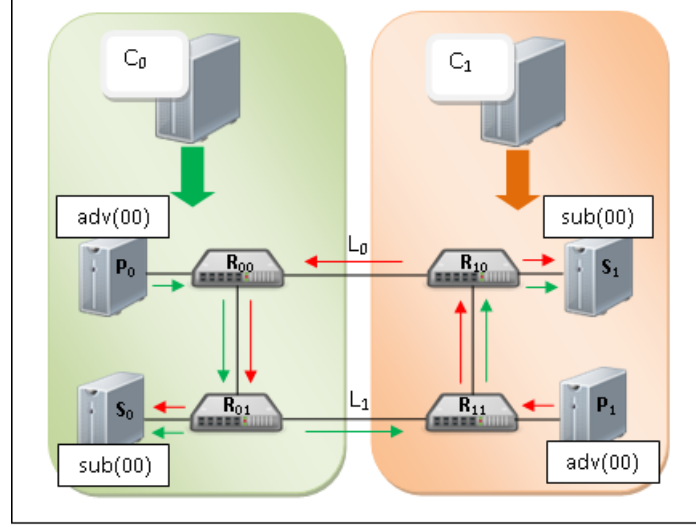 C₀
C₁
adv(00)
sub(00)
P₀
R₀₀
L₀
R₁₀
S₁
S₀
R₀₁
L₁
R₁₁
P₁
sub(00)
adv(00)